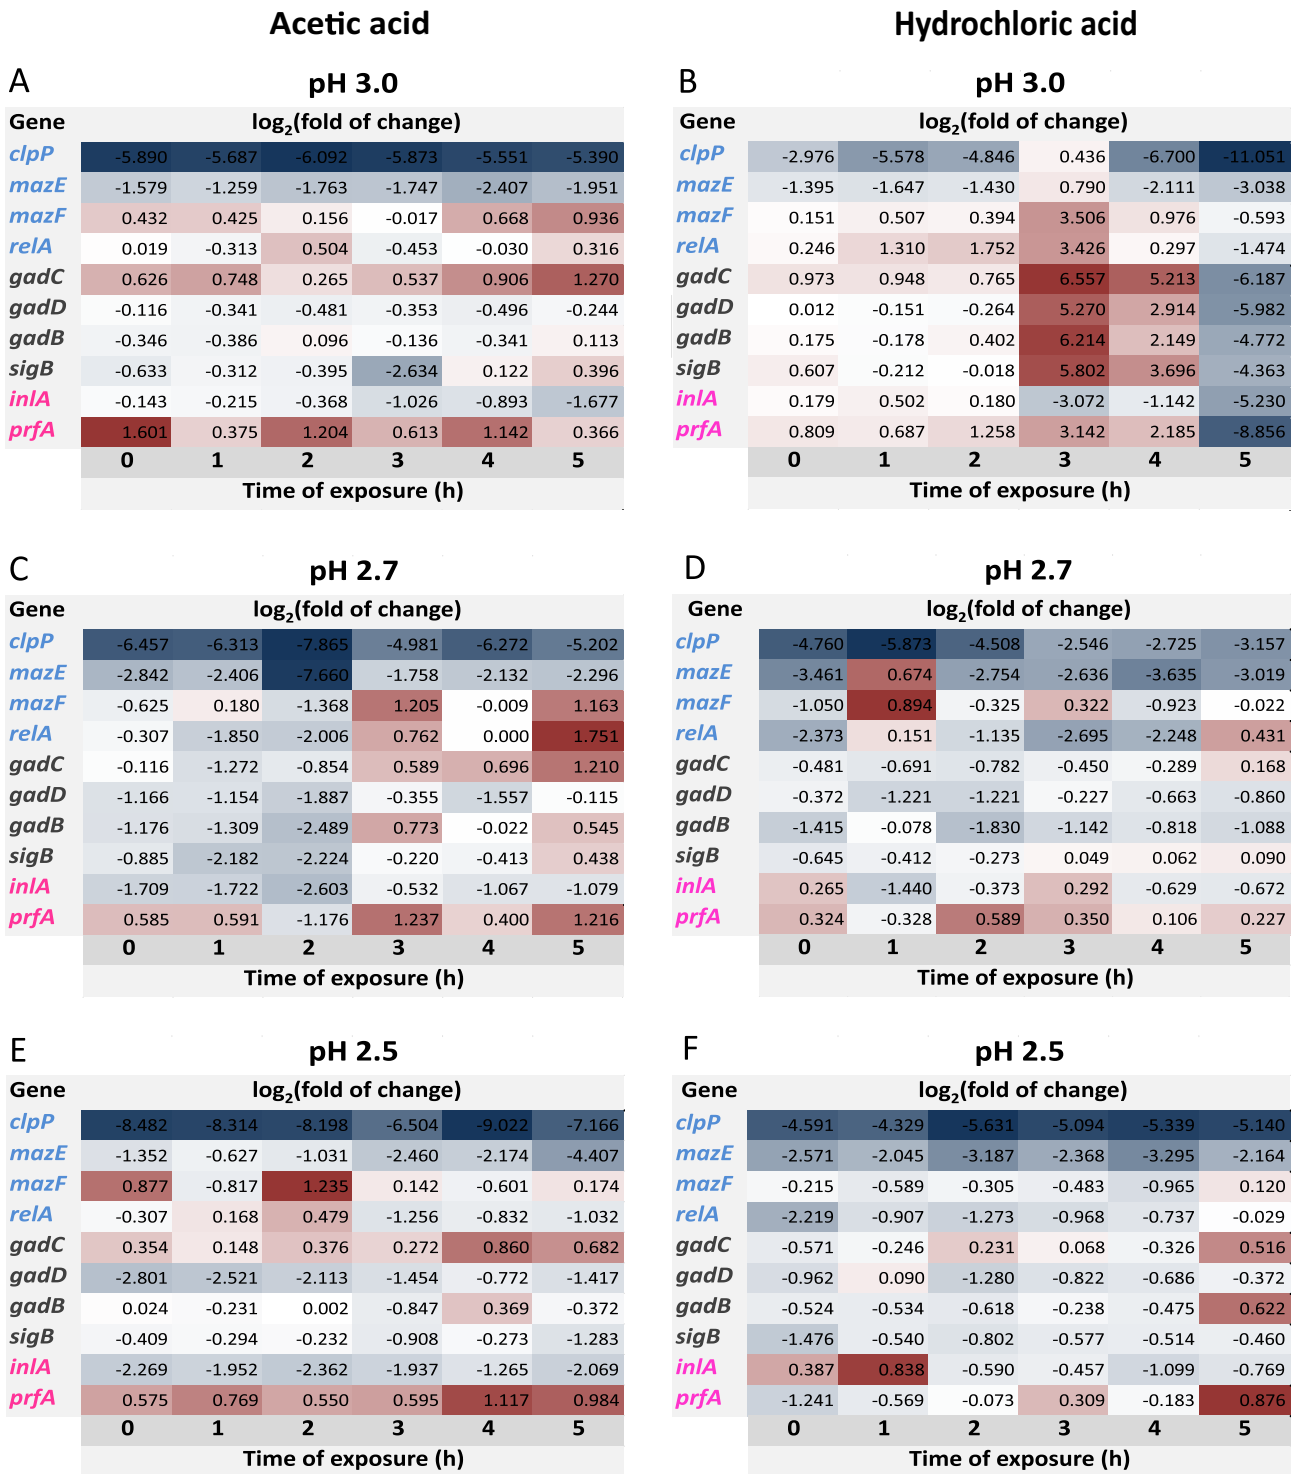 Acetic acid
Hydrochloric acid
A
pH 3.0
Gene log2(fold of change)
clpP -5.890 -5.687 -6.092 -5.873 -5.551 -5.390
mazE -1.579 -1.259 -1.763 -1.747 -2.407 -1.951
mazF 0.432 0.425 0.156 -0.017 0.668 0.936
relA 0.019 -0.313 0.504 -0.453 -0.030 0.316
gadC 0.626 0.748 0.265 0.537 0.906 1.270
gadD -0.116 -0.341 -0.481 -0.353 -0.496 -0.244
gadB -0.346 -0.386 0.096 -0.136 -0.341 0.113
sigB -0.633 -0.312 -0.395 -2.634 0.122 0.396
inlA -0.143 -0.215 -0.368 -1.026 -0.893 -1.677
prfA 1.601 0.375 1.204 0.613 1.142 0.366
0 1 2 3 4 5
Time of exposure (h)
B
pH 3.0
Gene log2(fold of change)
clpP -2.976 -5.578 -4.846 0.436 -6.700 -11.051
mazE -1.395 -1.647 -1.430 0.790 -2.111 -3.038
mazF 0.151 0.507 0.394 3.506 0.976 -0.593
relA 0.246 1.310 1.752 3.426 0.297 -1.474
gadC 0.973 0.948 0.765 6.557 5.213 -6.187
gadD 0.012 -0.151 -0.264 5.270 2.914 -5.982
gadB 0.175 -0.178 0.402 6.214 2.149 -4.772
sigB 0.607 -0.212 -0.018 5.802 3.696 -4.363
inlA 0.179 0.502 0.180 -3.072 -1.142 -5.230
prfA 0.809 0.687 1.258 3.142 2.185 -8.856
0 1 2 3 4 5
Time of exposure (h)
C
pH 2.7
Gene log2(fold of change)
clpP -6.457 -6.313 -7.865 -4.981 -6.272 -5.202
mazE -2.842 -2.406 -7.660 -1.758 -2.132 -2.296
mazF -0.625 0.180 -1.368 1.205 -0.009 1.163
relA -0.307 -1.850 -2.006 0.762 0.000 1.751
gadC -0.116 -1.272 -0.854 0.589 0.696 1.210
gadD -1.166 -1.154 -1.887 -0.355 -1.557 -0.115
gadB -1.176 -1.309 -2.489 0.773 -0.022 0.545
sigB -0.885 -2.182 -2.224 -0.220 -0.413 0.438
inlA -1.709 -1.722 -2.603 -0.532 -1.067 -1.079
prfA 0.585 0.591 -1.176 1.237 0.400 1.216
0 1 2 3 4 5
Time of exposure (h)
D
pH 2.7
Gene log2(fold of change)
clpP -4.760 -5.873 -4.508 -2.546 -2.725 -3.157
mazE -3.461 0.674 -2.754 -2.636 -3.635 -3.019
mazF -1.050 0.894 -0.325 0.322 -0.923 -0.022
relA -2.373 0.151 -1.135 -2.695 -2.248 0.431
gadC -0.481 -0.691 -0.782 -0.450 -0.289 0.168
gadD -0.372 -1.221 -1.221 -0.227 -0.663 -0.860
gadB -1.415 -0.078 -1.830 -1.142 -0.818 -1.088
sigB -0.645 -0.412 -0.273 0.049 0.062 0.090
inlA 0.265 -1.440 -0.373 0.292 -0.629 -0.672
prfA 0.324 -0.328 0.589 0.350 0.106 0.227
0 1 2 3 4 5
Time of exposure (h)
E
pH 2.5
Gene log2(fold of change)
clpP -8.482 -8.314 -8.198 -6.504 -9.022 -7.166
mazE -1.352 -0.627 -1.031 -2.460 -2.174 -4.407
mazF 0.877 -0.817 1.235 0.142 -0.601 0.174
relA -0.307 0.168 0.479 -1.256 -0.832 -1.032
gadC 0.354 0.148 0.376 0.272 0.860 0.682
gadD -2.801 -2.521 -2.113 -1.454 -0.772 -1.417
gadB 0.024 -0.231 0.002 -0.847 0.369 -0.372
sigB -0.409 -0.294 -0.232 -0.908 -0.273 -1.283
inlA -2.269 -1.952 -2.362 -1.937 -1.265 -2.069
prfA 0.575 0.769 0.550 0.595 1.117 0.984
0 1 2 3 4 5
Time of exposure (h)
F
pH 2.5
Gene log2(fold of change)
clpP -4.591 -4.329 -5.631 -5.094 -5.339 -5.140
mazE -2.571 -2.045 -3.187 -2.368 -3.295 -2.164
mazF -0.215 -0.589 -0.305 -0.483 -0.965 0.120
relA -2.219 -0.907 -1.273 -0.968 -0.737 -0.029
gadC -0.571 -0.246 0.231 0.068 -0.326 0.516
gadD -0.962 0.090 -1.280 -0.822 -0.686 -0.372
gadB -0.524 -0.534 -0.618 -0.238 -0.475 0.622
sigB -1.476 -0.540 -0.802 -0.577 -0.514 -0.460
inlA 0.387 0.838 -0.590 -0.457 -1.099 -0.769
prfA -1.241 -0.569 -0.073 0.309 -0.183 0.876
0 1 2 3 4 5
Time of exposure (h)